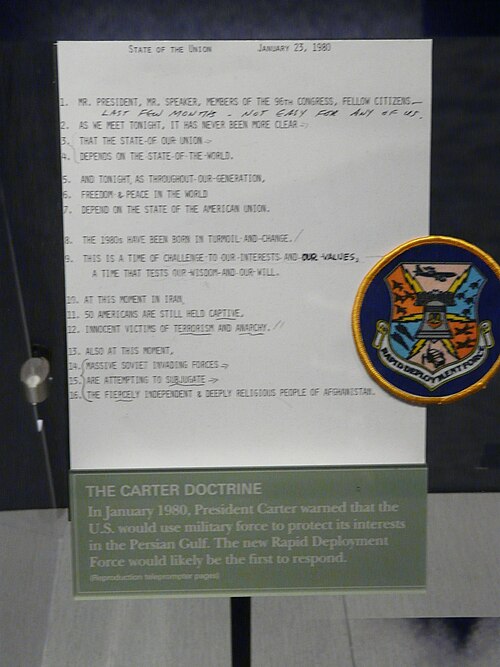 STATE OF THE UNION JANUARY 23, 1980
1. MR. PRESIDENT, MR. SPEAKER, MEMBERS OF THE 96TH CONGRESS, FELLOW CITIZENS
LAST FEW MONTHS - NOT EASY FOR ANY OF US.
2. AS WE MEET TONIGHT, IT HAS NEVER BEEN MORE CLEAR
3. THAT THE STATE-OF-OUR-UNION
4. DEPENDS ON THE STATE-OF-THE-WORLD.
5. AND TONIGHT, AS THROUGHOUT-OUR-GENERATION,
6. FREEDOM & PEACE IN THE WORLD
7. DEPEND ON THE STATE OF THE AMERICAN UNION.
8. THE 1980s HAVE BEEN BORN IN TURMOIL-AND-CHANGE.
9. THIS IS A TIME OF CHALLENGE TO OUR-INTERESTS-AND-OUR VALUES,
A TIME THAT TESTS OUR-WISDOM-AND-OUR-WILL.
10. AT THIS MOMENT IN IRAN,
11. 50 AMERICANS ARE STILL HELD CAPTIVE,
12. INNOCENT VICTIMS OF TERRORISM AND ANARCHY.
13. ALSO AT THIS MOMENT,
14. MASSIVE SOVIET INVADING FORCES
15. ARE ATTEMPTING TO SUBJUGATE
16. THE FIERCELY INDEPENDENT & DEEPLY RELIGIOUS PEOPLE OF AFGHANISTAN.
RAPID DEPLOYMENT FORCE
THE CARTER DOCTRINE
In January 1980, President Carter warned that the
U.S. would use military force to protect its interests
in the Persian Gulf. The new Rapid Deployment
Force would likely be the first to respond.
(Reproduction teleprompter pages)